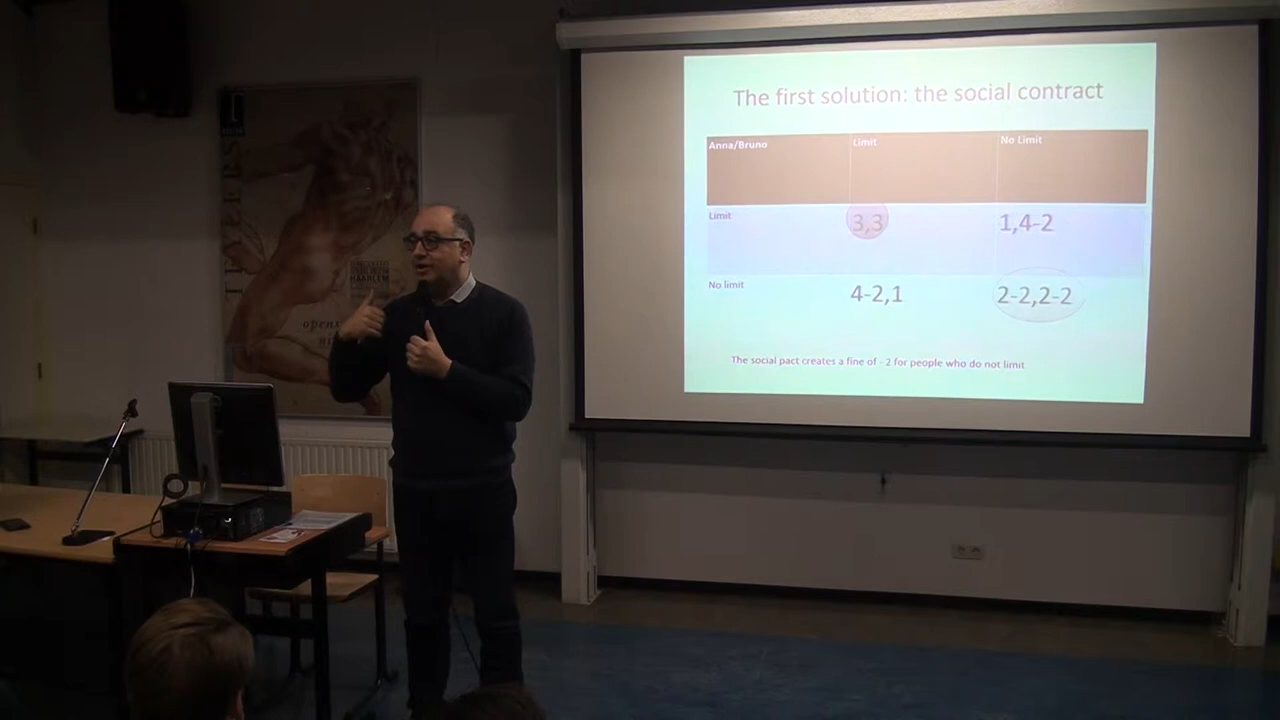 The first solution: the social contract
Anna/Bruno Limit No Limit
Limit 3,3 1,4-2
No limit 4-2,1 2-2,2-2
The social pact creates a fine of - 2 for people who do not limit
TEYLERS
HAARLEM